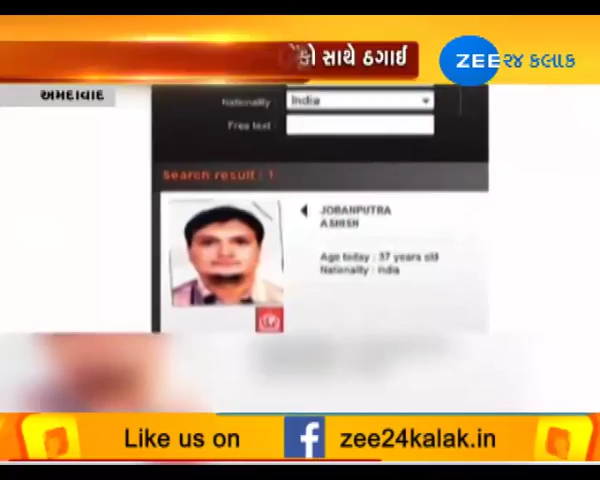 સાથે ઠગાઈ
ZEE ૨૪ કલાક
અમદાવાદ
Nationality
India
Free text :
Search result : 1
JOBANPUTRA
ASHISH
Age today : 37 years old
Nationality : India
Like us on
f
zee24kalak.in